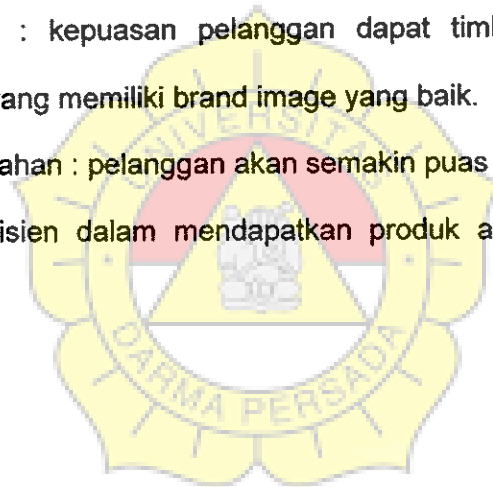 : kepuasan pelanggan dapat timl
ang memiliki brand image yang baik.
ahan : pelanggan akan semakin puas
isien dalam mendapatkan produk a
UNIVERSITAS
DARMA PERSADA